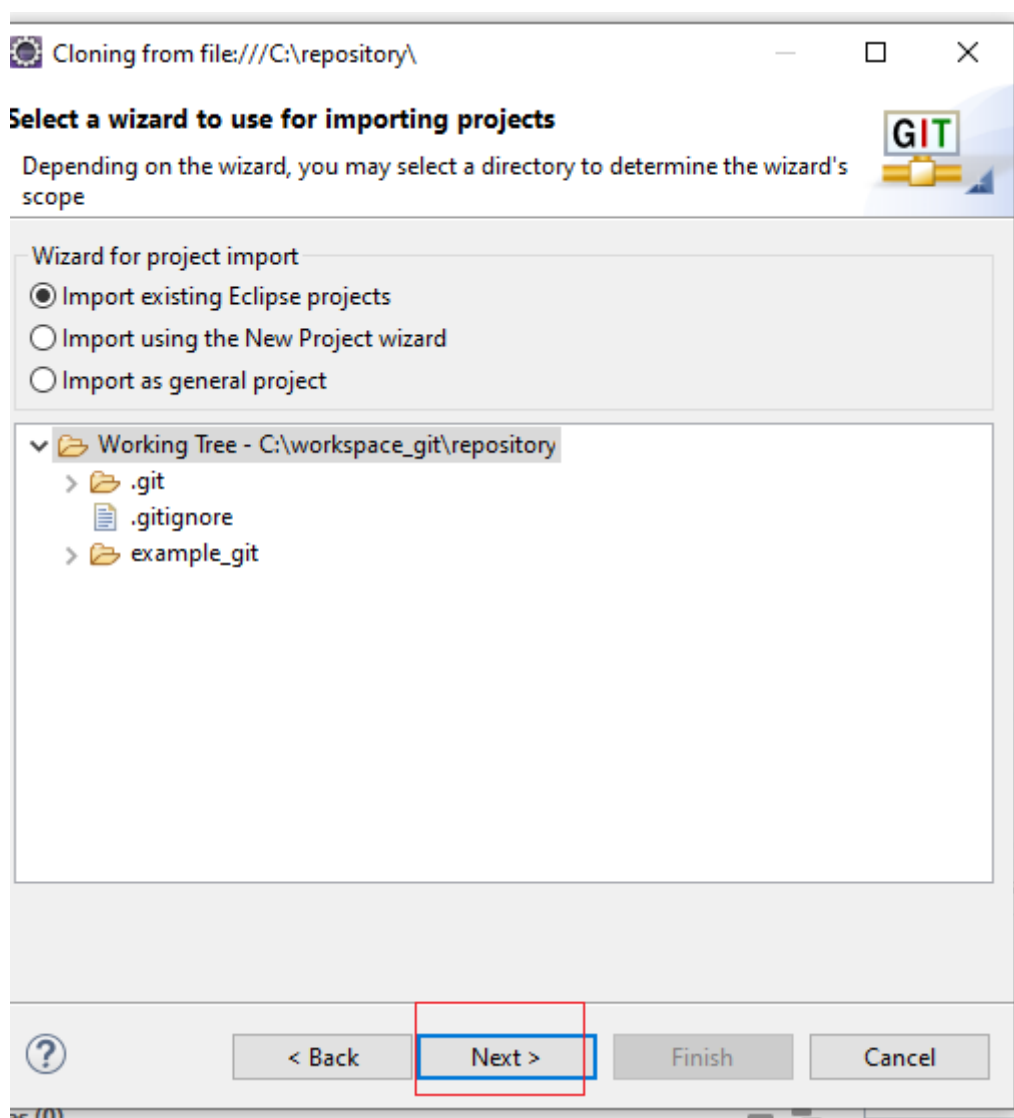 Cloning from file:///C:\repository\
Select a wizard to use for importing projects
GIT
Depending on the wizard, you may select a directory to determine the wizard's
scope
Wizard for project import
Import existing Eclipse projects
Import using the New Project wizard
Import as general project
Working Tree - C:\workspace_git\repository
.git
.gitignore
example_git
? < Back Next > Finish Cancel
(0)